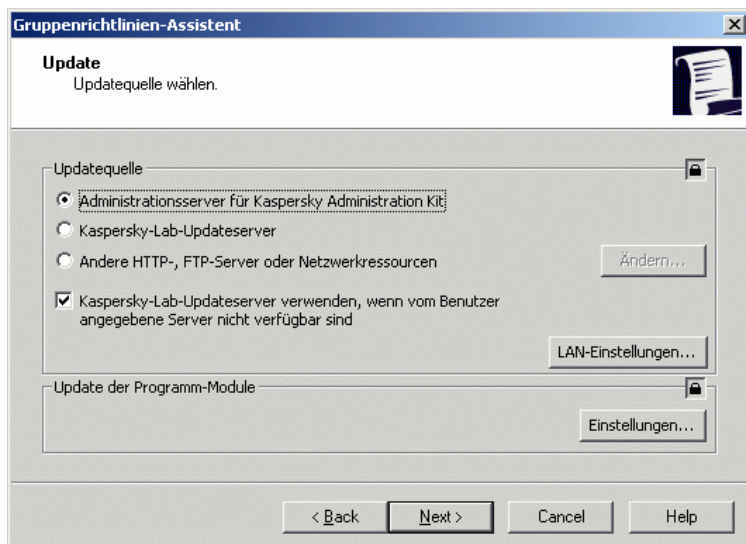 Gruppenrichtlinien-Assistent
Update
Updatequelle wählen.
Updatequelle
Administrationsserver für Kaspersky Administration Kit
Kaspersky-Lab-Updateserver
Andere HTTP-, FTP-Server oder Netzwerkressourcen
Ändern...
Kaspersky-Lab-Updateserver verwenden, wenn vom Benutzer
angegebene Server nicht verfügbar sind
LAN-Einstellungen...
Update der Programm-Module
Einstellungen...
< Back
Next >
Cancel
Help